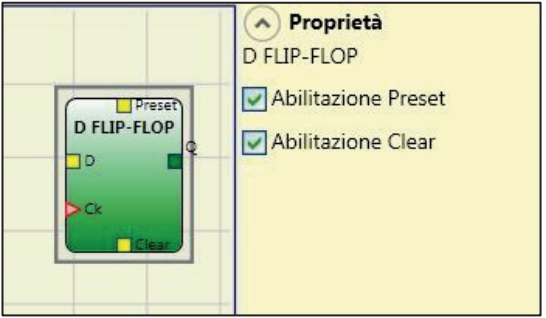 Preset
D FLIP-FLOP
Q
D
Ck
Clear
Proprietà
D FLIP-FLOP
Abilitazione Preset
Abilitazione Clear